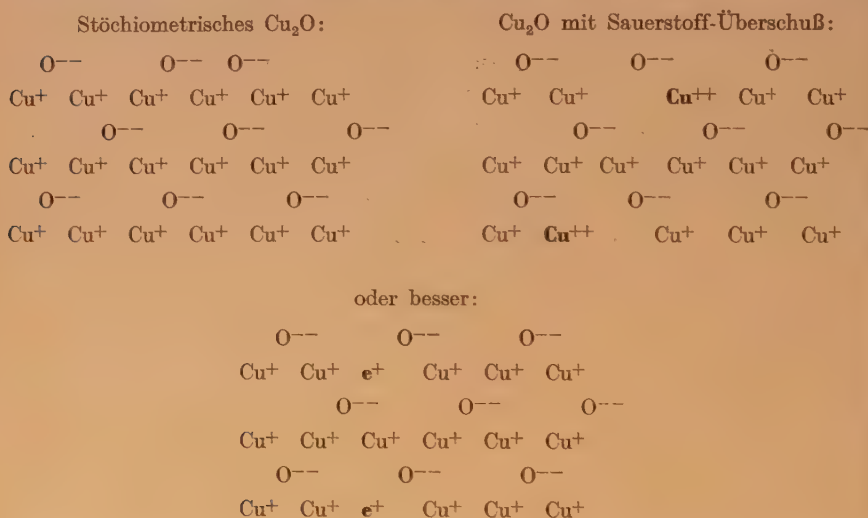 Stöchiometrisches Cu₂O: Cu₂O mit Sauerstoff-Überschuß:
O−− O−− O−− O−− O−− O−−
Cu⁺ Cu⁺ Cu⁺ Cu⁺ Cu⁺ Cu⁺ Cu⁺ Cu⁺ Cu⁺⁺ Cu⁺ Cu⁺
O−− O−− O−− O−− O−− O−−
Cu⁺ Cu⁺ Cu⁺ Cu⁺ Cu⁺ Cu⁺ Cu⁺ Cu⁺ Cu⁺ Cu⁺ Cu⁺ Cu⁺
O−− O−− O−− O−− O−− O−−
Cu⁺ Cu⁺ Cu⁺ Cu⁺ Cu⁺ Cu⁺ Cu⁺ Cu⁺⁺ Cu⁺ Cu⁺ Cu⁺
oder besser:
O−− O−− O−−
Cu⁺ Cu⁺ e⁺ Cu⁺ Cu⁺ Cu⁺
O−− O−− O−−
Cu⁺ Cu⁺ Cu⁺ Cu⁺ Cu⁺ Cu⁺
O−− O−− O−−
Cu⁺ Cu⁺ e⁺ Cu⁺ Cu⁺ Cu⁺